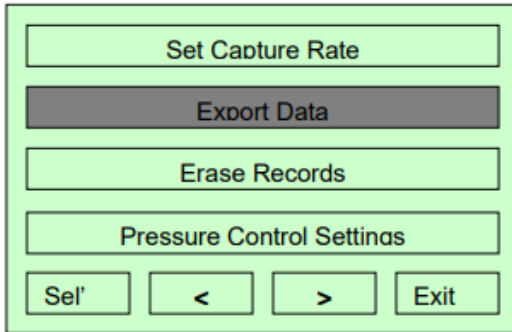 Set Capture Rate
Export Data
Erase Records
Pressure Control Settings
Sel' < > Exit